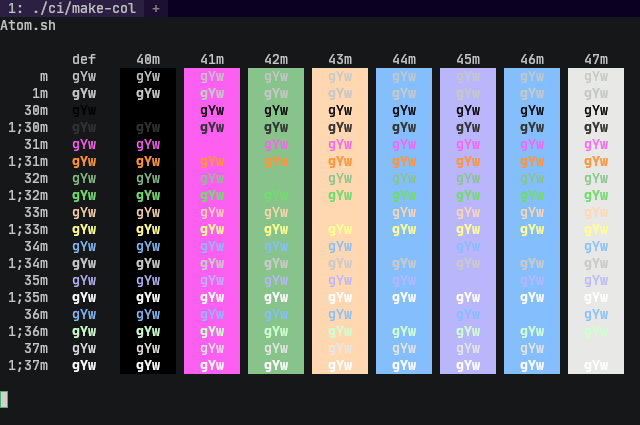 1: ./ci/make-col +
Atom.sh
def 40m 41m 42m 43m 44m 45m 46m 47m
m gYw gYw gYw gYw gYw gYw gYw gYw gYw
1m gYw gYw gYw gYw gYw gYw gYw gYw gYw
30m gYw gYw gYw gYw gYw gYw gYw gYw
1;30m gYw gYw gYw gYw gYw gYw gYw gYw gYw
31m gYw gYw gYw gYw gYw gYw gYw gYw
1;31m gYw gYw gYw gYw gYw gYw gYw gYw gYw
32m gYw gYw gYw gYw gYw gYw gYw gYw
1;32m gYw gYw gYw gYw gYw gYw gYw gYw gYw
33m gYw gYw gYw gYw gYw gYw gYw gYw
1;33m gYw gYw gYw gYw gYw gYw gYw gYw gYw
34m gYw gYw gYw gYw gYw gYw gYw
1;34m gYw gYw gYw gYw gYw gYw gYw gYw gYw
35m gYw gYw gYw gYw gYw gYw gYw gYw
1;35m gYw gYw gYw gYw gYw gYw gYw gYw gYw
36m gYw gYw gYw gYw gYw gYw gYw
1;36m gYw gYw gYw gYw gYw gYw gYw gYw gYw
37m gYw gYw gYw gYw gYw gYw gYw gYw
1;37m gYw gYw gYw gYw gYw gYw gYw gYw gYw